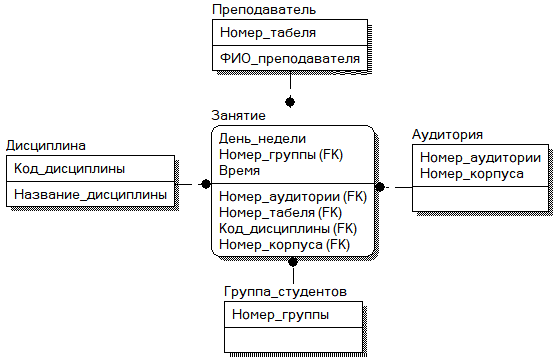 Преподаватель
Номер_табеля
ФИО_преподавателя
Занятие
День_недели
Номер_группы (FK)
Время
Номер_аудитории (FK)
Номер_табеля (FK)
Код_дисциплины (FK)
Номер_корпуса (FK)
Дисциплина
Код_дисциплины
Название_дисциплины
Аудитория
Номер_аудитории
Номер_корпуса
Группа_студентов
Номер_группы